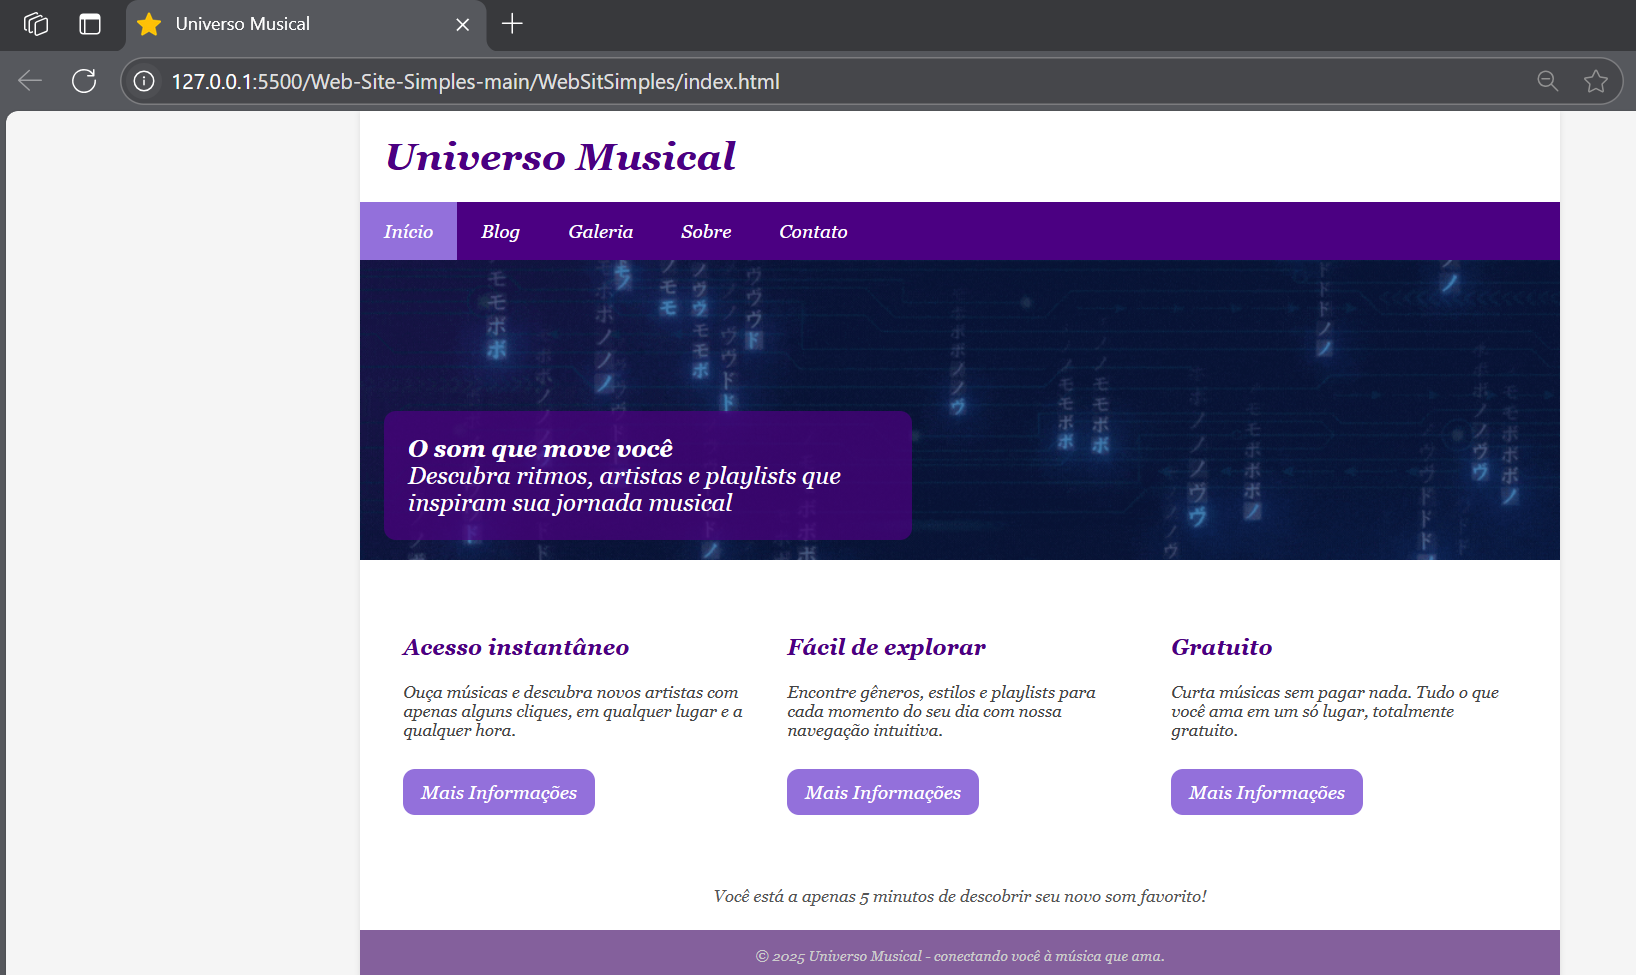 Universo Musical
127.0.0.1:5500/Web-Site-Simples-main/WebSitSimples/index.html
Universo Musical
Início Blog Galeria Sobre Contato
O som que move você
Descubra ritmos, artistas e playlists que
inspiram sua jornada musical
Acesso instantâneo
Ouça músicas e descubra novos artistas com
apenas alguns cliques, em qualquer lugar e a
qualquer hora.
Mais Informações
Fácil de explorar
Encontre gêneros, estilos e playlists para
cada momento do seu dia com nossa
navegação intuitiva.
Mais Informações
Gratuito
Curta músicas sem pagar nada. Tudo o que
você ama em um só lugar, totalmente
gratuito.
Mais Informações
Você está a apenas 5 minutos de descobrir seu novo som favorito!
© 2025 Universo Musical - conectando você à música que ama.